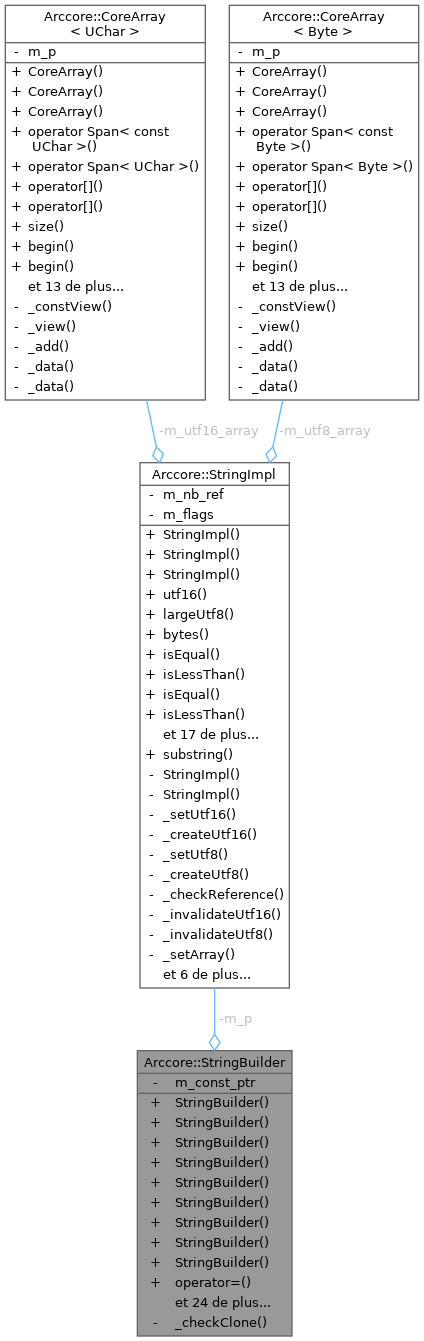 Arccore::CoreArray
< UChar >
- m_p
+ CoreArray()
+ CoreArray()
+ CoreArray()
+ operator Span< const
UChar >()
+ operator Span< UChar >()
+ operator[]()
+ operator[]()
+ size()
+ begin()
+ begin()
et 13 de plus...
- _constView()
- _view()
- _add()
- _data()
- _data()
Arccore::CoreArray
< Byte >
- m_p
+ CoreArray()
+ CoreArray()
+ CoreArray()
+ operator Span< const
Byte >()
+ operator Span< Byte >()
+ operator[]()
+ operator[]()
+ size()
+ begin()
+ begin()
et 13 de plus...
- _constView()
- _view()
- _add()
- _data()
- _data()
-m_utf16_array
-m_utf8_array
Arccore::StringImpl
- m_nb_ref
- m_flags
+ StringImpl()
+ StringImpl()
+ StringImpl()
+ utf16()
+ largeUtf8()
+ bytes()
+ isEqual()
+ isLessThan()
+ isEqual()
+ isLessThan()
et 17 de plus...
+ substring()
- StringImpl()
- StringImpl()
- _setUtf16()
- _createUtf16()
- _setUtf8()
- _createUtf8()
- _checkReference()
- _invalidateUtf16()
- _invalidateUtf8()
- _setArray()
et 6 de plus...
-m_p
Arccore::StringBuilder
- m_const_ptr
+ StringBuilder()
+ StringBuilder()
+ StringBuilder()
+ StringBuilder()
+ StringBuilder()
+ StringBuilder()
+ StringBuilder()
+ StringBuilder()
+ StringBuilder()
+ operator=()
et 24 de plus...
- _checkClone()